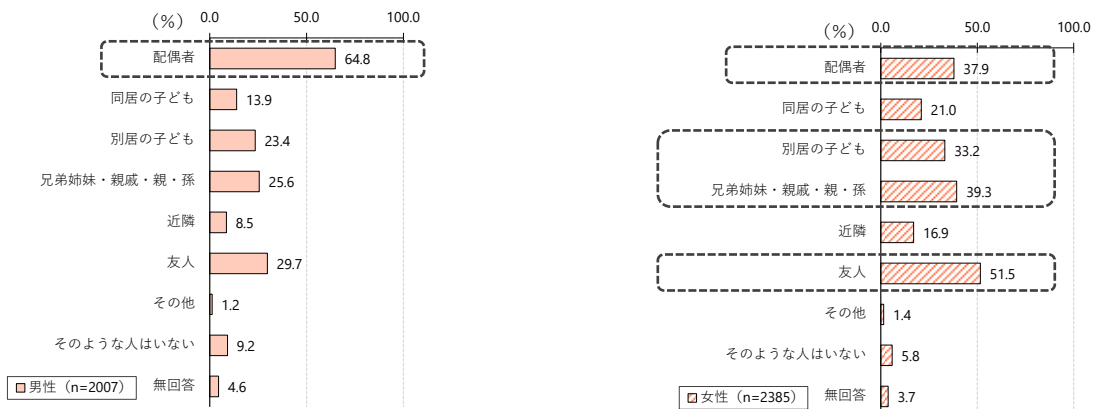 （%） 0.0 50.0 100.0
配偶者 64.8
同居の子ども 13.9
別居の子ども 23.4
兄弟姉妹・親戚・親・孫 25.6
近隣 8.5
友人 29.7
その他 1.2
そのような人はいない 9.2
無回答 4.6
男性（n=2007）
（%） 0.0 50.0 100.0
配偶者 37.9
同居の子ども 21.0
別居の子ども 33.2
兄弟姉妹・親戚・親・孫 39.3
近隣 16.9
友人 51.5
その他 1.4
そのような人はいない 5.8
無回答 3.7
女性（n=2385）